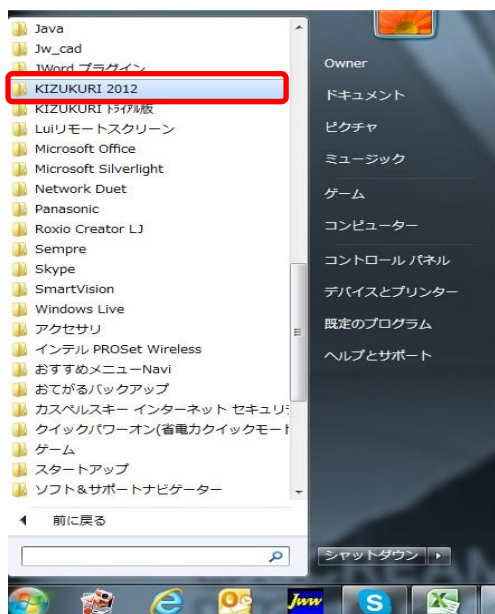 Java
Jw_cad
JWord プラグイン
KIZUKURI 2012
KIZUKURI ﾄﾗｲｱﾙ版
Luiリモートスクリーン
Microsoft Office
Microsoft Silverlight
Network Duet
Panasonic
Roxio Creator LJ
Sempre
Skype
SmartVision
Windows Live
アクセサリ
インテル PROSet Wireless
おすすめメニューNavi
おてがるバックアップ
カスペルスキー インターネット セキュリ
クイックパワーオン(省電力クイックモート
ゲーム
スタートアップ
ソフト&サポートナビゲーター
前に戻る
Owner
ドキュメント
ピクチャ
ミュージック
ゲーム
コンピューター
コントロール パネル
デバイスとプリンター
既定のプログラム
ヘルプとサポート
シャットダウン
Jww